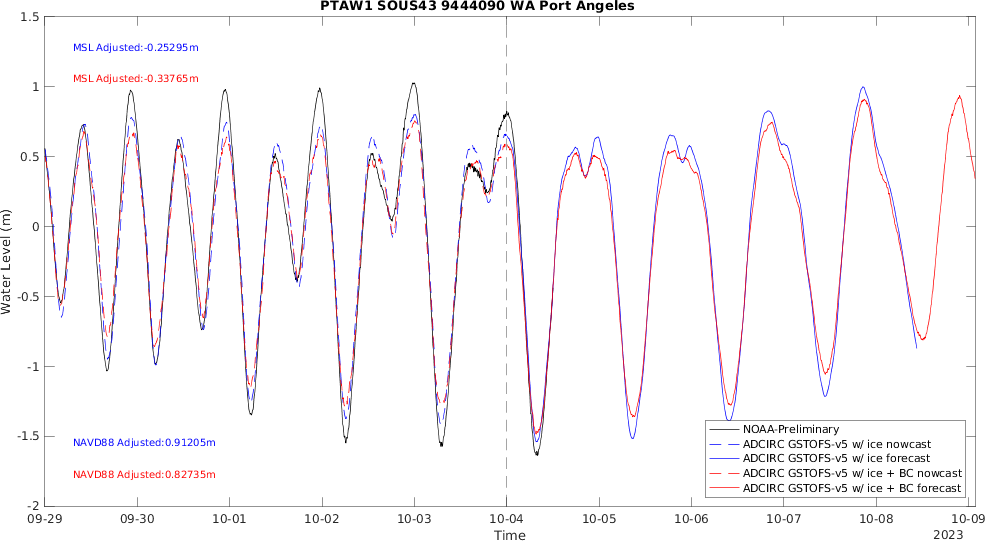 PTAW1 SOUS43 9444090 WA Port Angeles
1.5
MSL Adjusted:-0.25295m
MSL Adjusted:-0.33765m
1
0.5
0
-0.5
-1
-1.5
-2
Water Level (m)
NAVD88 Adjusted:0.91205m
NAVD88 Adjusted:0.82735m
NOAA-Preliminary
ADCIRC GSTOFS-v5 w/ ice nowcast
ADCIRC GSTOFS-v5 w/ ice forecast
ADCIRC GSTOFS-v5 w/ ice + BC nowcast
ADCIRC GSTOFS-v5 w/ ice + BC forecast
09-29 09-30 10-01 10-02 10-03 10-04 10-05 10-06 10-07 10-08 10-09
Time
2023